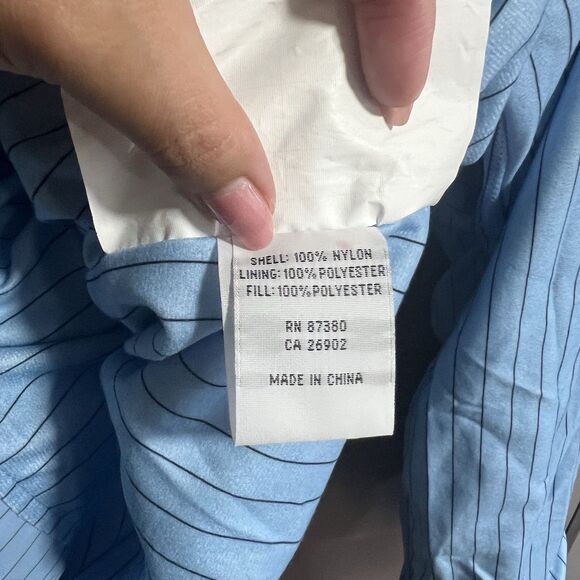 SHELL: 100% NYLON
LINING: 100% POLYESTER
FILL: 100% POLYESTER
RN 87380
CA 26902
MADE IN CHINA